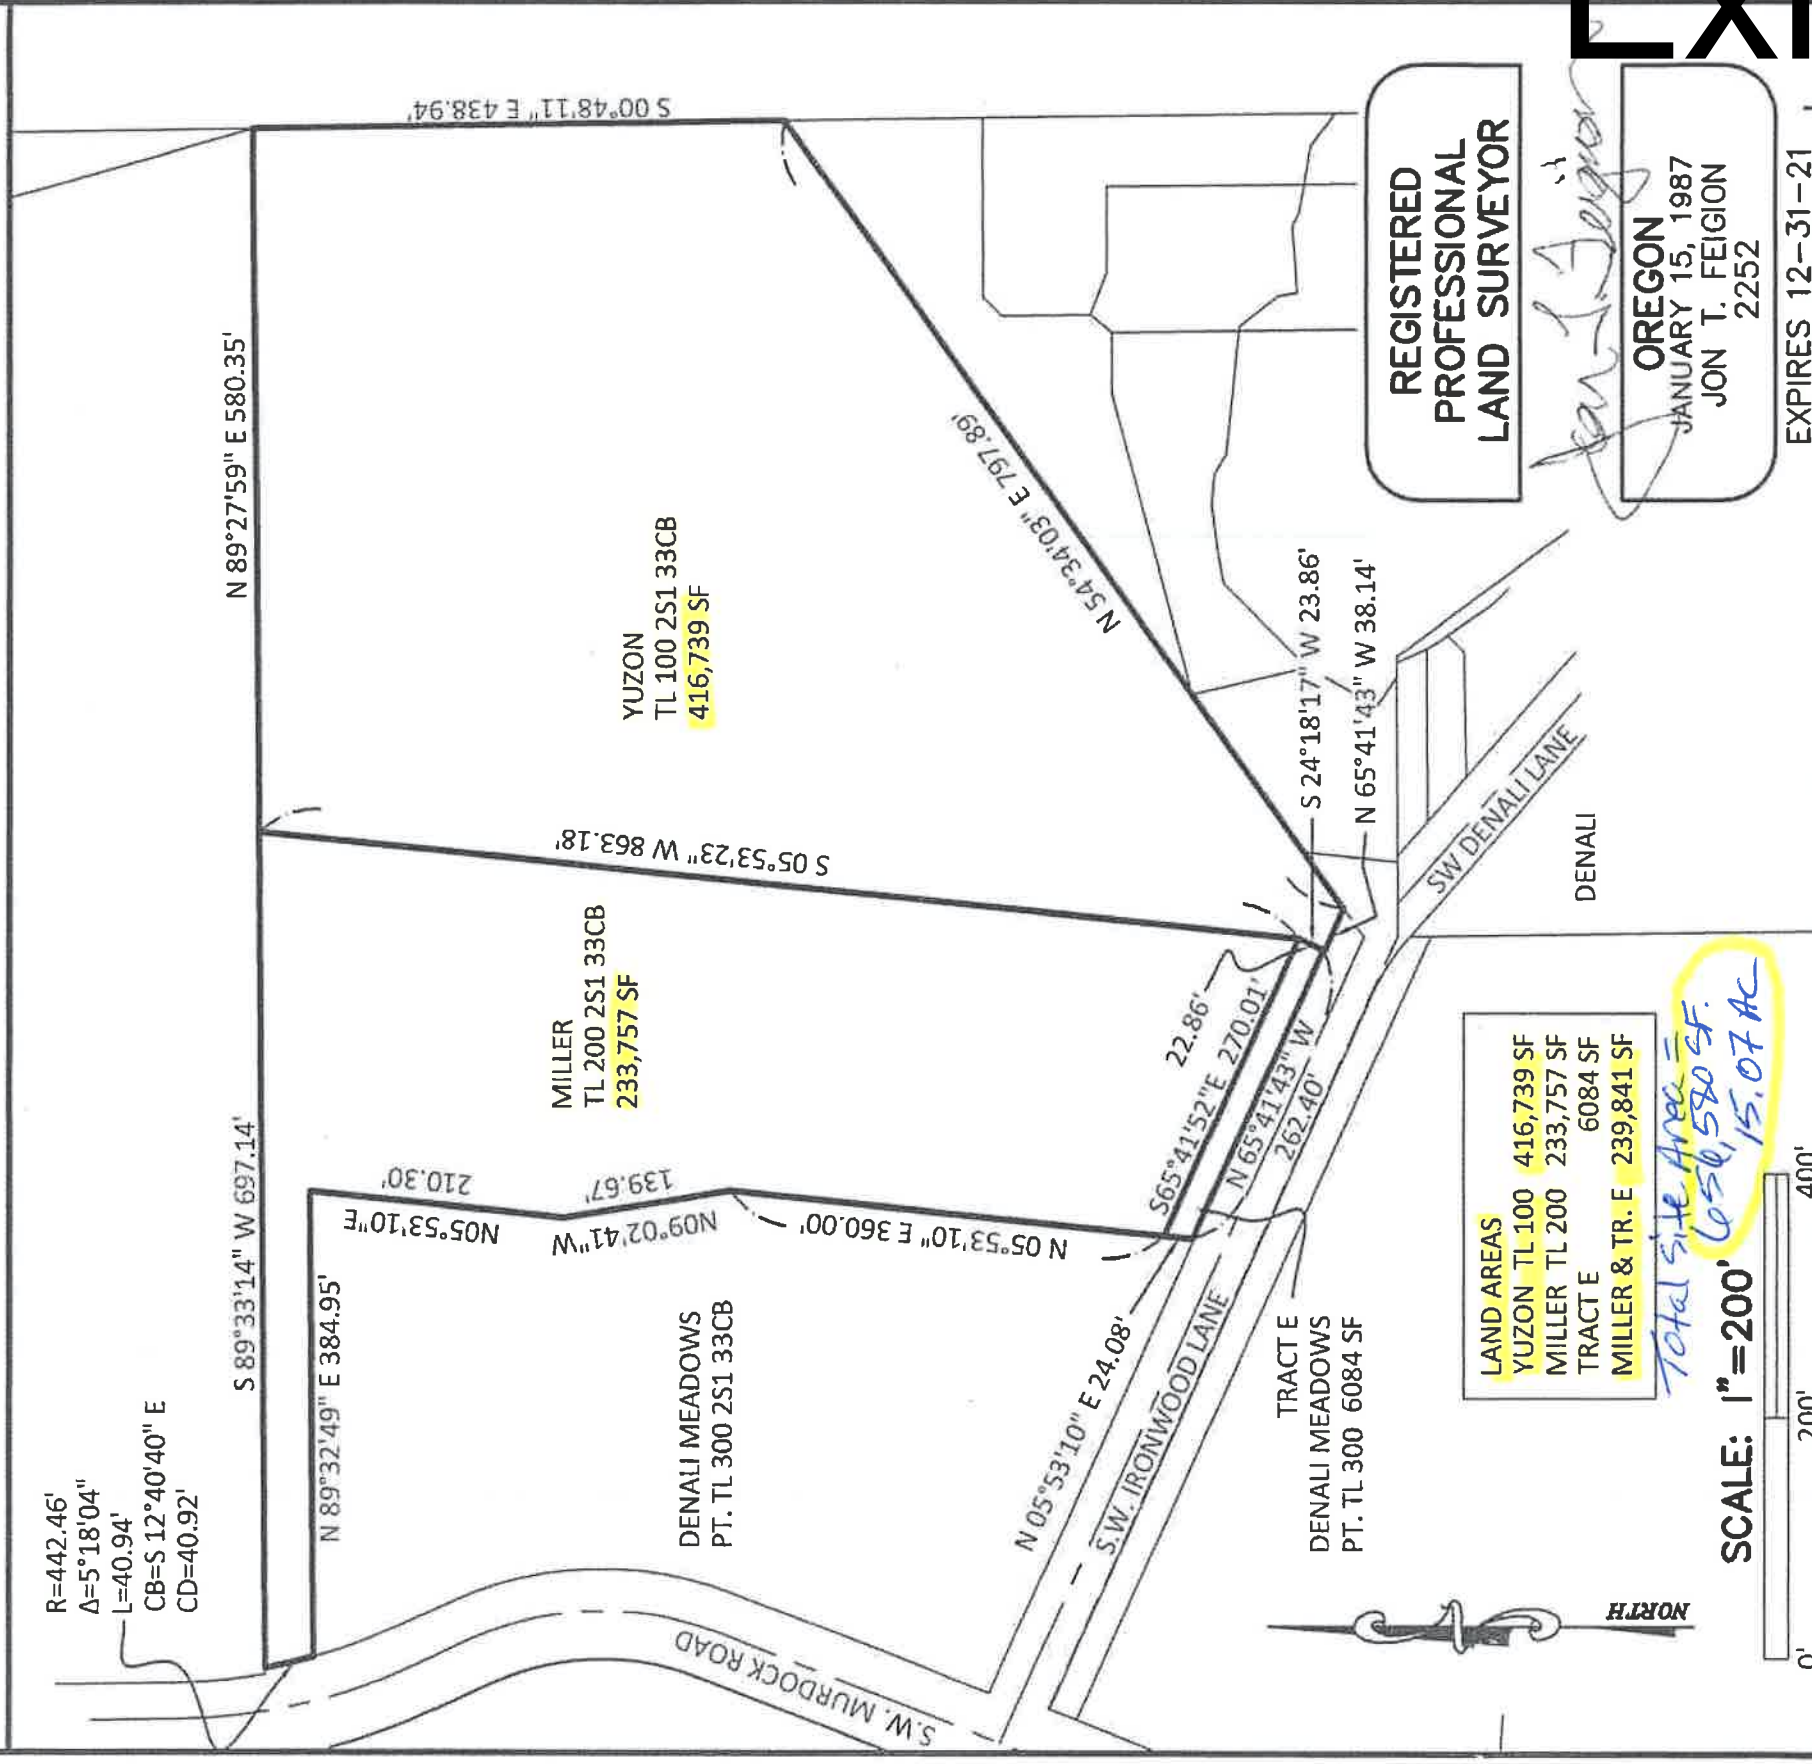 R=442.46'
Δ=5°18'04"
L=40.94'
CB=S 12°40'40" E
CD=40.92'
S 89°33'14" W 697.14'
N 89°27'59" E 580.35'
S 00°48'11" E 438.94'
N 89°32'49" E 384.95'
N05°53'10"E
210.30'
N09°02'41"W
139.67'
N 05°53'10" E 360.00'
S 05°53'23" W 863.18'
N 54°34'03" E 797.89'
MILLER
TL 200 2S1 33CB
233,757 SF
YUZON
TL 100 2S1 33CB
416,739 SF
DENALI MEADOWS
PT. TL 300 2S1 33CB
22.86'
S65°41'52"E 270.01'
N 65°41'43" W
262.40'
S 24°18'17" W 23.86'
N 65°41'43" W 38.14'
N 05°53'10" E 24.08'
S.W. MURDOCK ROAD
S.W. IRONWOOD LANE
SW DENALI LANE
DENALI
TRACT E
DENALI MEADOWS
PT. TL 300 6084 SF
LAND AREAS
YUZON TL 100 416,739 SF
MILLER TL 200 233,757 SF
TRACT E 6084 SF
MILLER & TR. E 239,841 SF
Total Site Area =
656,580 SF.
15.07 AC
NORTH
SCALE: 1"=200'
0' 200' 400'
REGISTERED
PROFESSIONAL
LAND SURVEYOR
OREGON
JANUARY 15, 1987
JON T. FEIGION
2252
EXPIRES 12-31-21